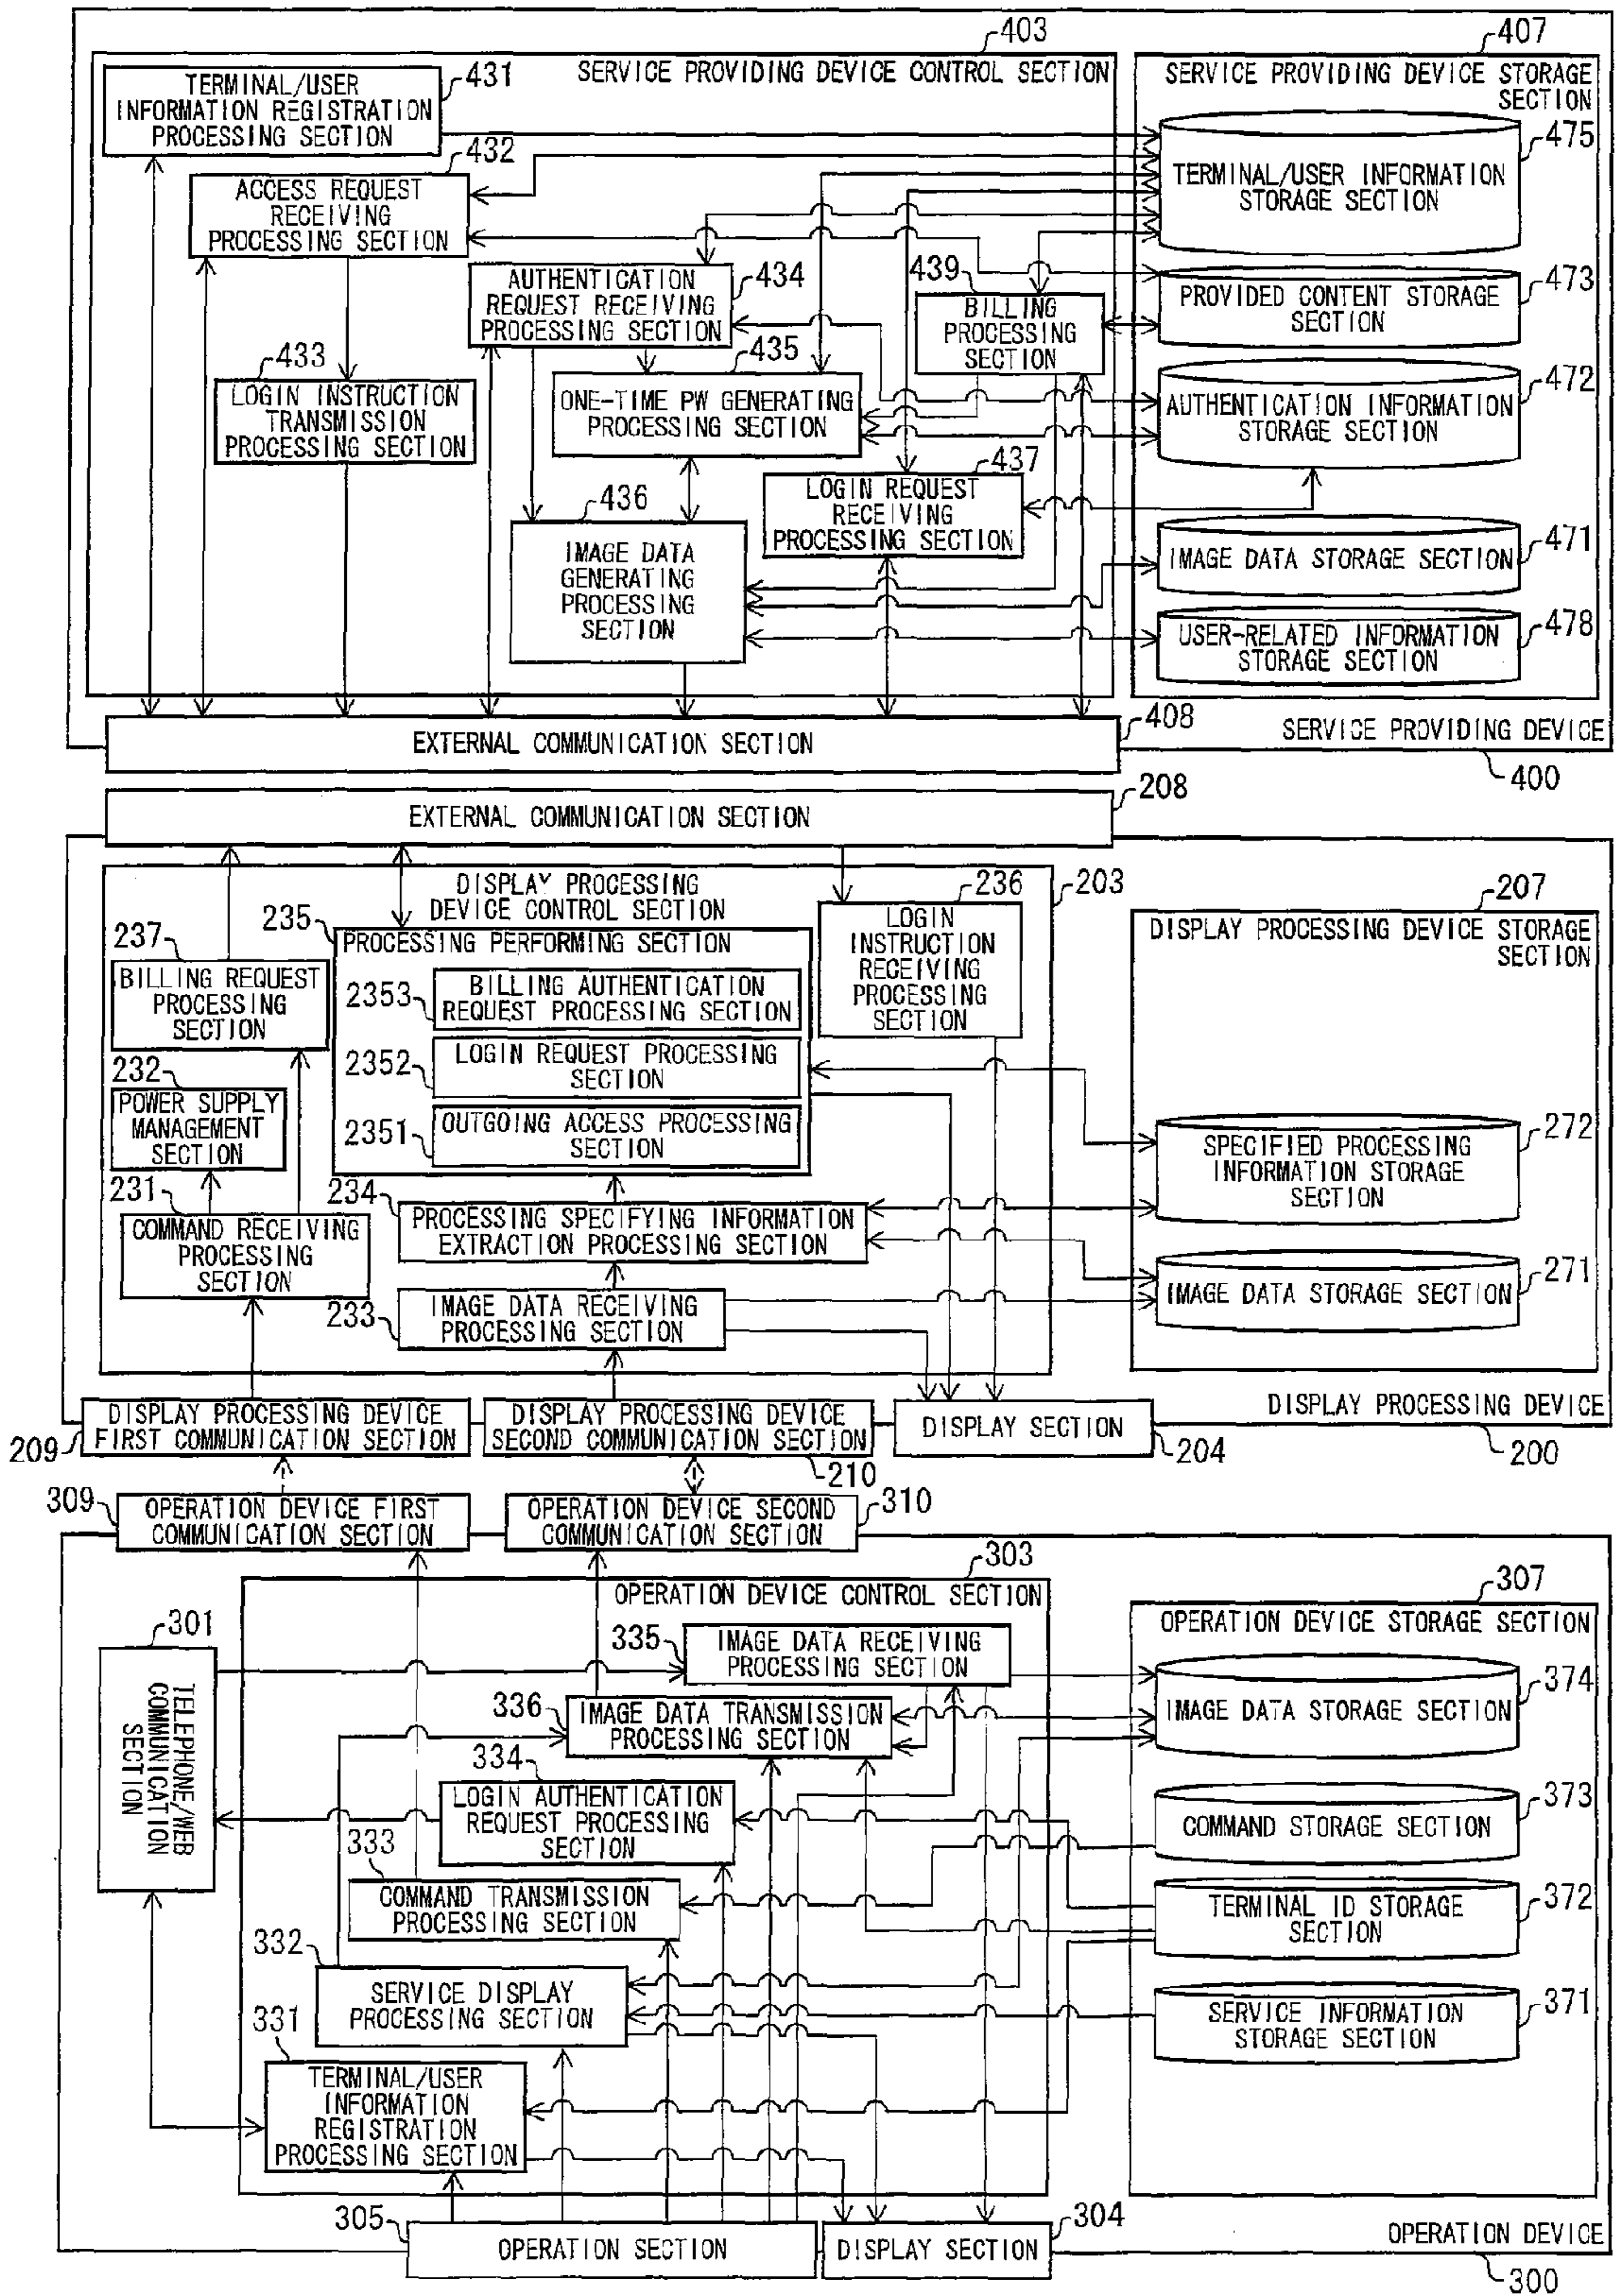 403
407
SERVICE PROVIDING DEVICE CONTROL SECTION
SERVICE PROVIDING DEVICE STORAGE
SECTION
431
TERMINAL/USER
INFORMATION REGISTRATION
PROCESSING SECTION
475
TERMINAL/USER INFORMATION
STORAGE SECTION
432
ACCESS REQUEST
RECEIVING
PROCESSING SECTION
434
AUTHENTICATION
REQUEST RECEIVING
PROCESSING SECTION
439
BILLING
PROCESSING
SECTION
473
PROVIDED CONTENT STORAGE
SECTION
433
LOGIN INSTRUCTION
TRANSMISSION
PROCESSING SECTION
435
ONE-TIME PW GENERATING
PROCESSING SECTION
472
AUTHENTICATION INFORMATION
STORAGE SECTION
437
LOGIN REQUEST
RECEIVING
PROCESSING SECTION
436
IMAGE DATA
GENERATING
PROCESSING
SECTION
471
IMAGE DATA STORAGE SECTION
478
USER-RELATED INFORMATION
STORAGE SECTION
408
EXTERNAL COMMUNICATION SECTION
SERVICE PROVIDING DEVICE
400
208
EXTERNAL COMMUNICATION SECTION
203
DISPLAY PROCESSING
DEVICE CONTROL SECTION
207
DISPLAY PROCESSING DEVICE STORAGE
SECTION
236
LOGIN
INSTRUCTION
RECEIVING
PROCESSING
SECTION
237
BILLING REQUEST
PROCESSING
SECTION
235
PROCESSING PERFORMING SECTION
2353
BILLING AUTHENTICATION
REQUEST PROCESSING SECTION
2352
LOGIN REQUEST PROCESSING
SECTION
2351
OUTGOING ACCESS PROCESSING
SECTION
232
POWER SUPPLY
MANAGEMENT
SECTION
272
SPECIFIED PROCESSING
INFORMATION STORAGE
SECTION
231
COMMAND RECEIVING
PROCESSING
SECTION
234
PROCESSING SPECIFYING INFORMATION
EXTRACTION PROCESSING SECTION
271
IMAGE DATA STORAGE SECTION
233
IMAGE DATA RECEIVING
PROCESSING SECTION
209
DISPLAY PROCESSING DEVICE
FIRST COMMUNICATION SECTION
210
DISPLAY PROCESSING DEVICE
SECOND COMMUNICATION SECTION
DISPLAY SECTION
204
DISPLAY PROCESSING DEVICE
200
309
OPERATION DEVICE FIRST
COMMUNICATION SECTION
OPERATION DEVICE SECOND
COMMUNICATION SECTION
310
303
OPERATION DEVICE CONTROL SECTION
307
OPERATION DEVICE STORAGE SECTION
301
TELEPHONE/WEB
COMMUNICATION
SECTION
335
IMAGE DATA RECEIVING
PROCESSING SECTION
374
IMAGE DATA STORAGE SECTION
336
IMAGE DATA TRANSMISSION
PROCESSING SECTION
334
LOGIN AUTHENTICATION
REQUEST PROCESSING
SECTION
373
COMMAND STORAGE SECTION
333
COMMAND TRANSMISSION
PROCESSING SECTION
372
TERMINAL ID STORAGE
SECTION
332
SERVICE DISPLAY
PROCESSING SECTION
371
SERVICE INFORMATION
STORAGE SECTION
331
TERMINAL/USER
INFORMATION
REGISTRATION
PROCESSING SECTION
305
OPERATION SECTION
304
DISPLAY SECTION
OPERATION DEVICE
300